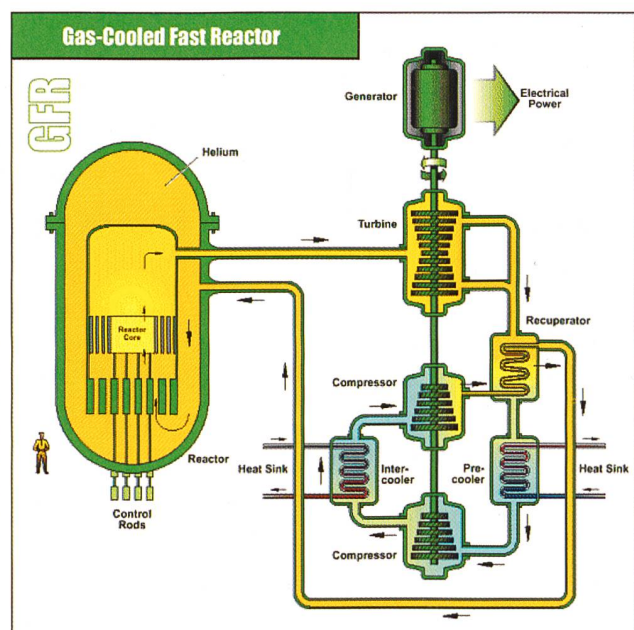 Gas-Cooled Fast Reactor
GFR
Generator
Electrical
Power
Helium
Turbine
Reactor
Core
Recuperator
Compressor
Heat Sink
Inter-
cooler
Pre-
cooler
Heat Sink
Reactor
Control
Rods
Compressor